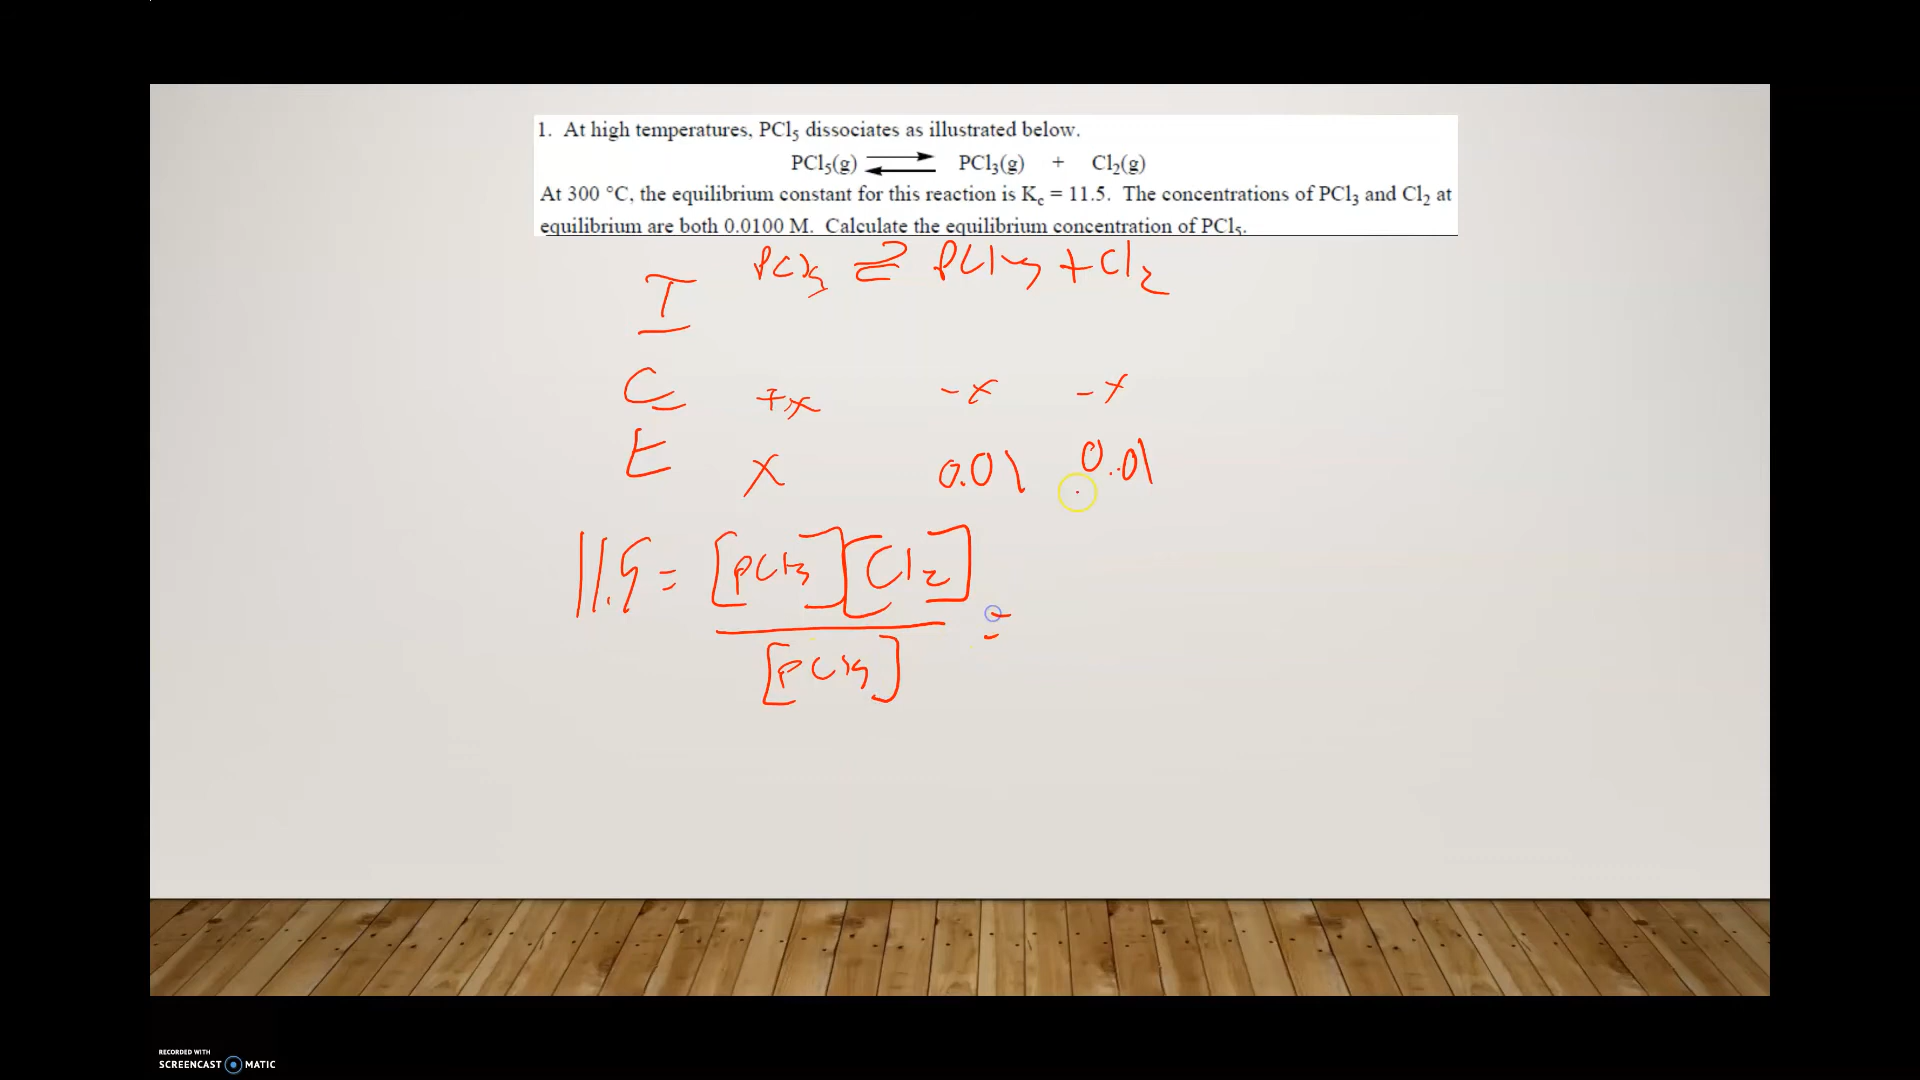 1. At high temperatures, PCl₅ dissociates as illustrated below.
PCl₅(g) ⇌ PCl₃(g) + Cl₂(g)
At 300 °C, the equilibrium constant for this reaction is K꜀ = 11.5. The concentrations of PCl₃ and Cl₂ at
equilibrium are both 0.0100 M. Calculate the equilibrium concentration of PCl₅.
PCl₅ ⇌ PCl₃ + Cl₂
I
C +x -x -x
E x 0.01 0.01
11.5 = [PCl₃][Cl₂] =
[PCl₅]
RECORDED WITH
SCREENCAST MATIC